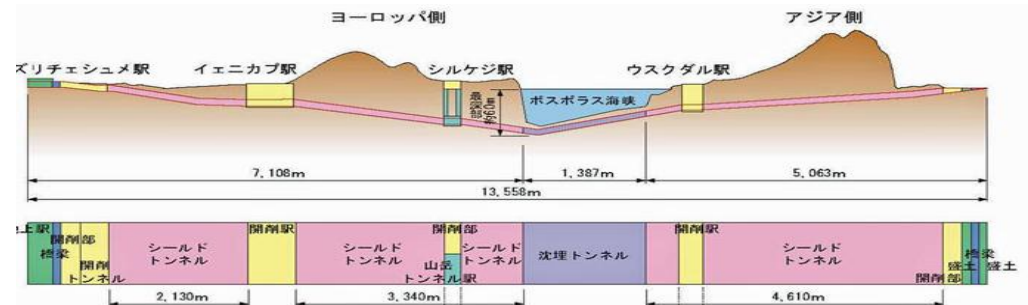 ヨーロッパ側
アジア側
ズリチェシュメ駅
イェニカプ駅
シルケジ駅
ウスクダル駅
最深部
約60m
ボスポラス海峡
7,108m
1,387m
5,063m
13,558m
上駅
橋梁
開削部
開削
トンネル
シールド
トンネル
開削駅
シールド
トンネル
開削部
山岳
トンネル駅
シールド
トンネル
沈埋トンネル
開削駅
シールド
トンネル
開削部
盛土
橋梁
盛土
2,130m
3,340m
4,610m